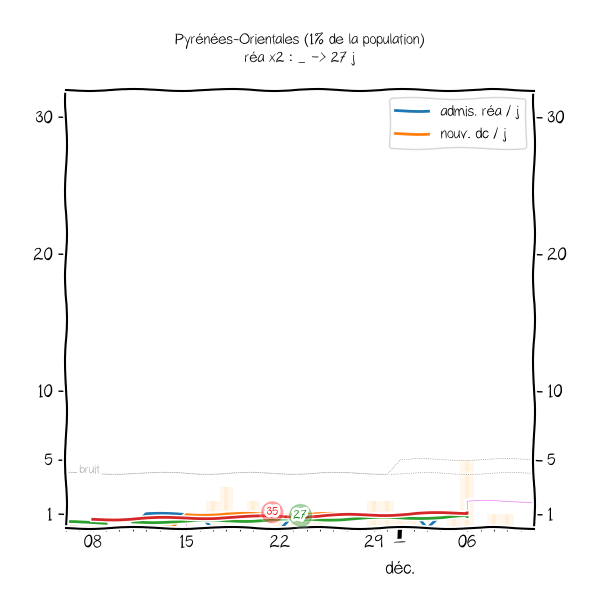 Pyrénées-Orientales (1% de la population)
réa x2 : _ -> 27 j
admis. réa / j
nouv. dc / j
30
30
20
20
10
10
5
5
bruit
1
1
35
27
08
15
22
29
06
déc.